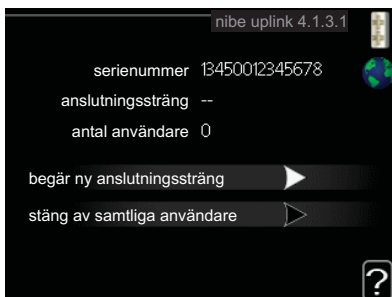 nibe uplink 4.1.3.1
serienummer 13450012345678
anslutningssträng --
antal användare 0
begär ny anslutningssträng
stäng av samtliga användare
?